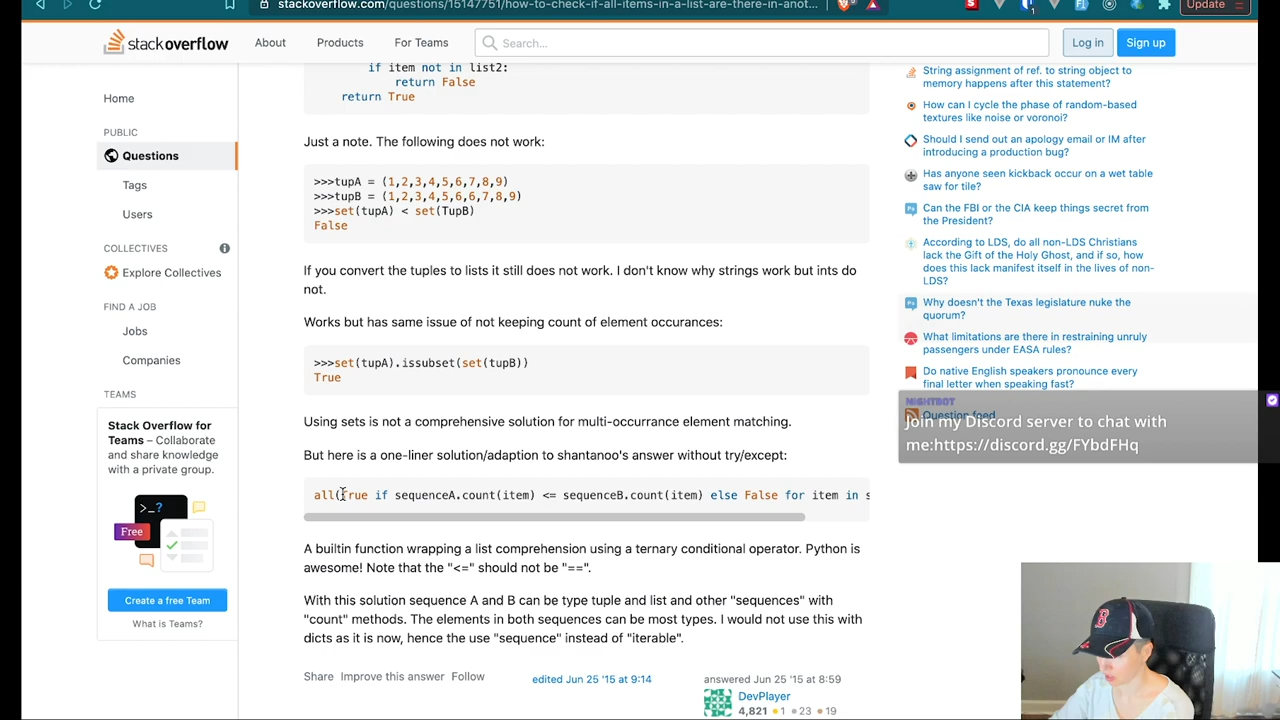 stackoverflow.com/questions/15147751/how-to-check-if-all-items-in-a-list-are-there-in-anot...
Update
stackoverflow
About
Products
For Teams
Search...
Log in
Sign up
Home
PUBLIC
Questions
Tags
Users
COLLECTIVES
Explore Collectives
FIND A JOB
Jobs
Companies
TEAMS
Stack Overflow for
Teams – Collaborate
and share knowledge
with a private group.
>_?
Free
Create a free Team
What is Teams?
if item not in list2:
return False
return True
Just a note. The following does not work:
>>>tupA = (1,2,3,4,5,6,7,8,9)
>>>tupB = (1,2,3,4,5,6,6,7,8,9)
>>>set(tupA) < set(TupB)
False
If you convert the tuples to lists it still does not work. I don't know why strings work but ints do
not.
Works but has same issue of not keeping count of element occurances:
>>>set(tupA).issubset(set(tupB))
True
Using sets is not a comprehensive solution for multi-occurrance element matching.
But here is a one-liner solution/adaption to shantanoo's answer without try/except:
all(True if sequenceA.count(item) <= sequenceB.count(item) else False for item in s
A builtin function wrapping a list comprehension using a ternary conditional operator. Python is
awesome! Note that the "<=" should not be "==".
With this solution sequence A and B can be type tuple and list and other "sequences" with
"count" methods. The elements in both sequences can be most types. I would not use this with
dicts as it is now, hence the use "sequence" instead of "iterable".
Share Improve this answer Follow
edited Jun 25 '15 at 9:14
answered Jun 25 '15 at 8:59
DevPlayer
4,821 1 23 19
String assignment of ref. to string object to
memory happens after this statement?
How can I cycle the phase of random-based
textures like noise or voronoi?
Should I send out an apology email or IM after
introducing a production bug?
Has anyone seen kickback occur on a wet table
saw for tile?
Can the FBI or the CIA keep things secret from
the President?
According to LDS, do all non-LDS Christians
lack the Gift of the Holy Ghost, and if so, how
does this lack manifest itself in the lives of non-
LDS?
Why doesn't the Texas legislature nuke the
quorum?
What limitations are there in restraining unruly
passengers under EASA rules?
Do native English speakers pronounce every
final letter when speaking fast?
NIGHTBOT
Question feed
Join my Discord server to chat with
me:https://discord.gg/FYbdFHq